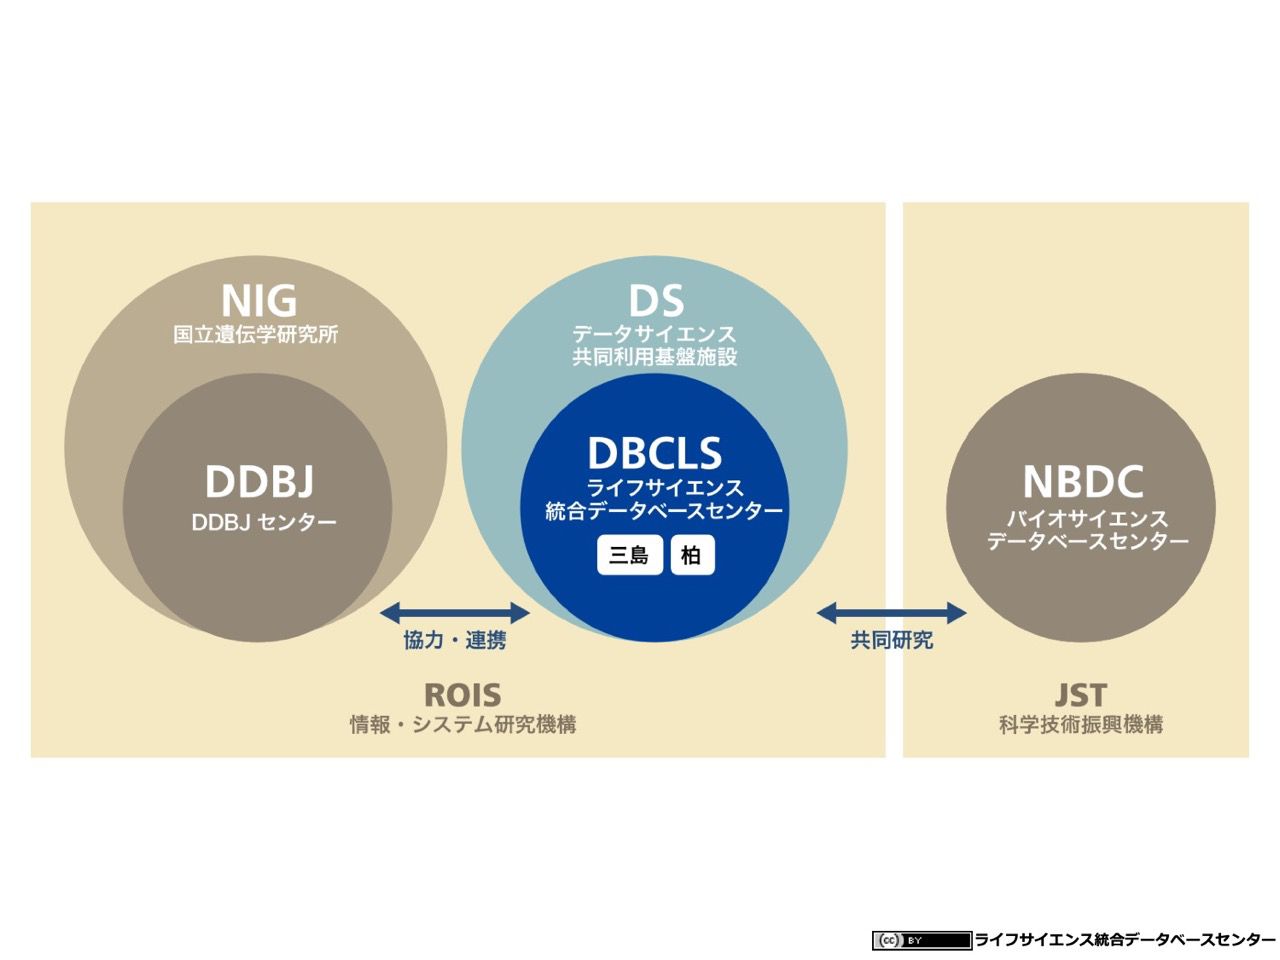 NIG
国立遺伝学研究所
DDBJ
DDBJ センター
DS
データサイエンス
共同利用基盤施設
DBCLS
ライフサイエンス
統合データベースセンター
三島 柏
NBDC
バイオサイエンス
データベースセンター
協力・連携
共同研究
ROIS
情報・システム研究機構
JST
科学技術振興機構
cc BY ライフサイエンス統合データベースセンター